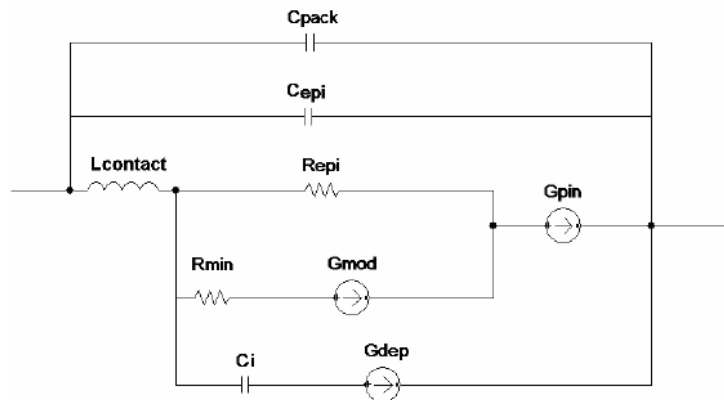 Cpack
Cepi
Lcontact
Repi
Gpin
Rmin
Gmod
Ci
Gdep